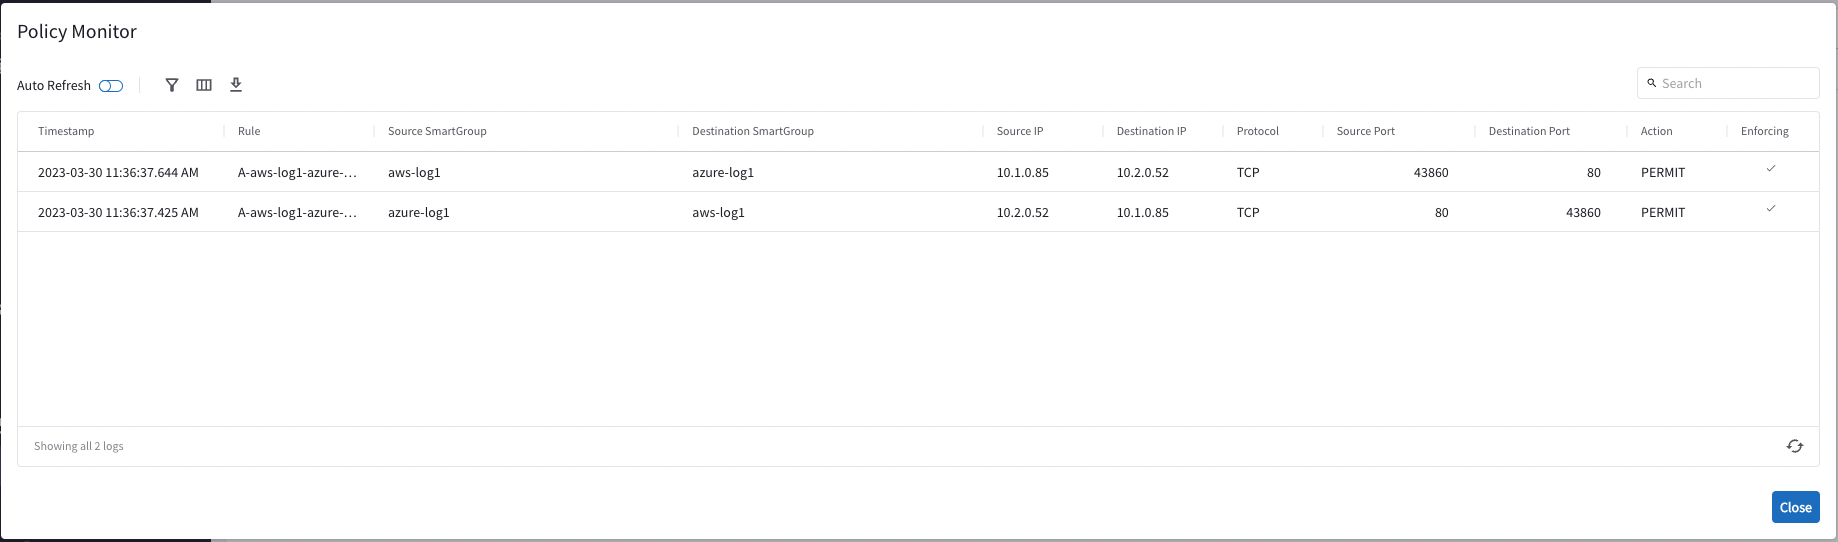 Policy Monitor
Auto Refresh
Search
Timestamp Rule Source SmartGroup Destination SmartGroup Source IP Destination IP Protocol Source Port Destination Port Action Enforcing
2023-03-30 11:36:37.644 AM A-aws-log1-azure-... aws-log1 azure-log1 10.1.0.85 10.2.0.52 TCP 43860 80 PERMIT
2023-03-30 11:36:37.425 AM A-aws-log1-azure-... azure-log1 aws-log1 10.2.0.52 10.1.0.85 TCP 80 43860 PERMIT
Showing all 2 logs
Close